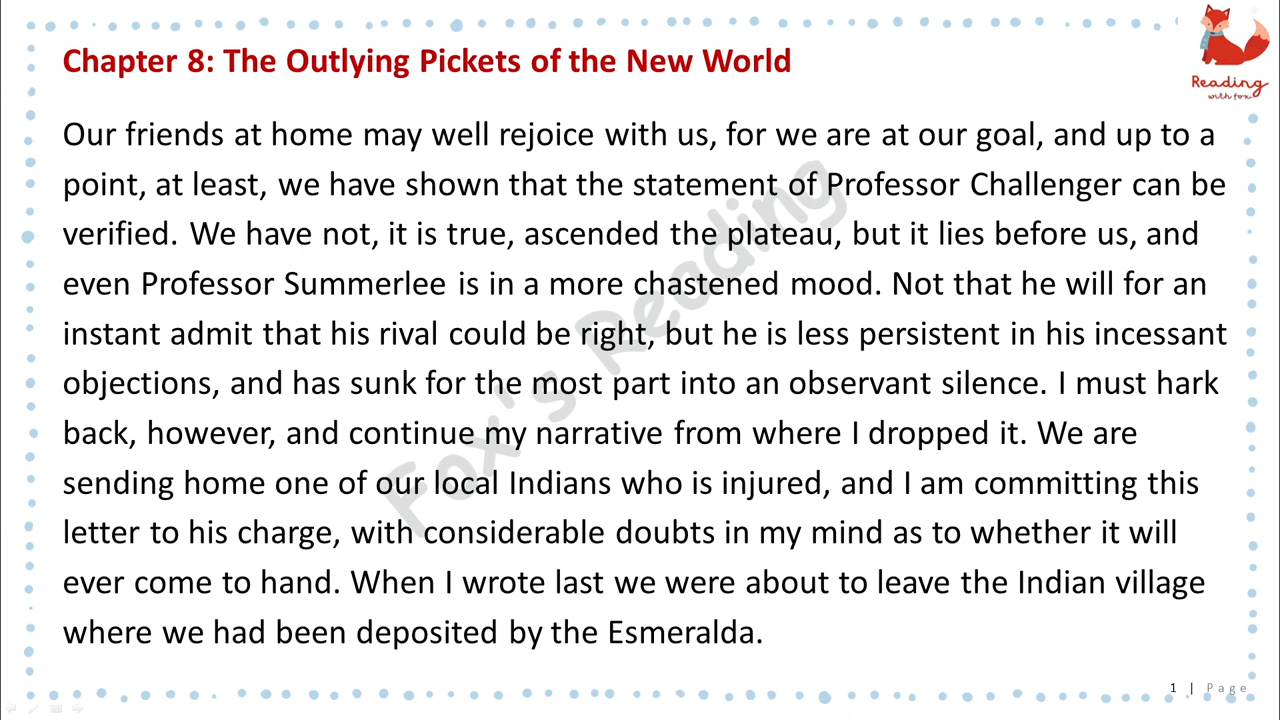 Chapter 8: The Outlying Pickets of the New World
Reading
with fox
Our friends at home may well rejoice with us, for we are at our goal, and up to a
point, at least, we have shown that the statement of Professor Challenger can be
verified. We have not, it is true, ascended the plateau, but it lies before us, and
even Professor Summerlee is in a more chastened mood. Not that he will for an
instant admit that his rival could be right, but he is less persistent in his incessant
objections, and has sunk for the most part into an observant silence. I must hark
back, however, and continue my narrative from where I dropped it. We are
sending home one of our local Indians who is injured, and I am committing this
letter to his charge, with considerable doubts in my mind as to whether it will
ever come to hand. When I wrote last we were about to leave the Indian village
where we had been deposited by the Esmeralda.
Fox's Reading
1 | Page